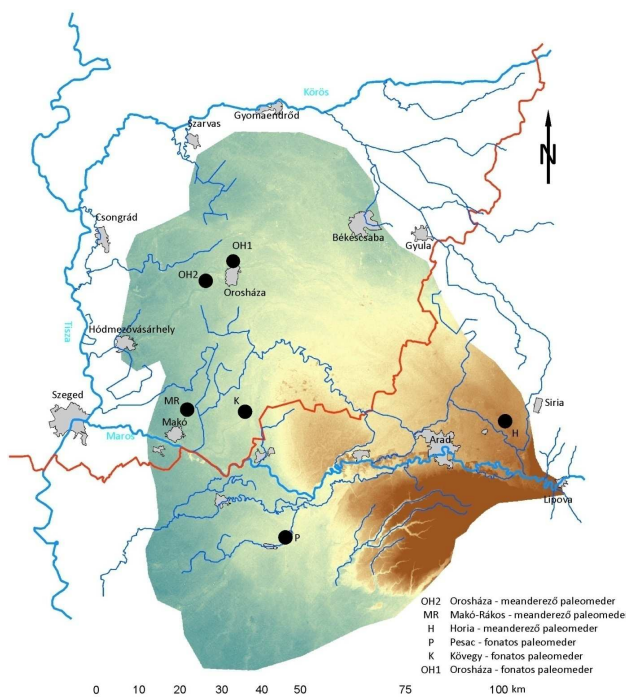 Körös
Gyomaendrőd
Szarvas
N
Csongrád
Békéscsaba
Gyula
OH1
OH2
Orosháza
Tisza
Hódmezővásárhely
Szeged
MR
K
Siria
Makó
Maros
Arad
H
Lipova
P
OH2 Orosháza - meanderező paleomeder
MR Makó-Rákos - meanderező paleomede
H Horia - meanderező paleomeder
P Pesac - fonatos paleomeder
K Kövegy - fonatos paleomeder
OH1 Orosháza - fonatos paleomeder
0 10 20 30 40 50 75 100 km